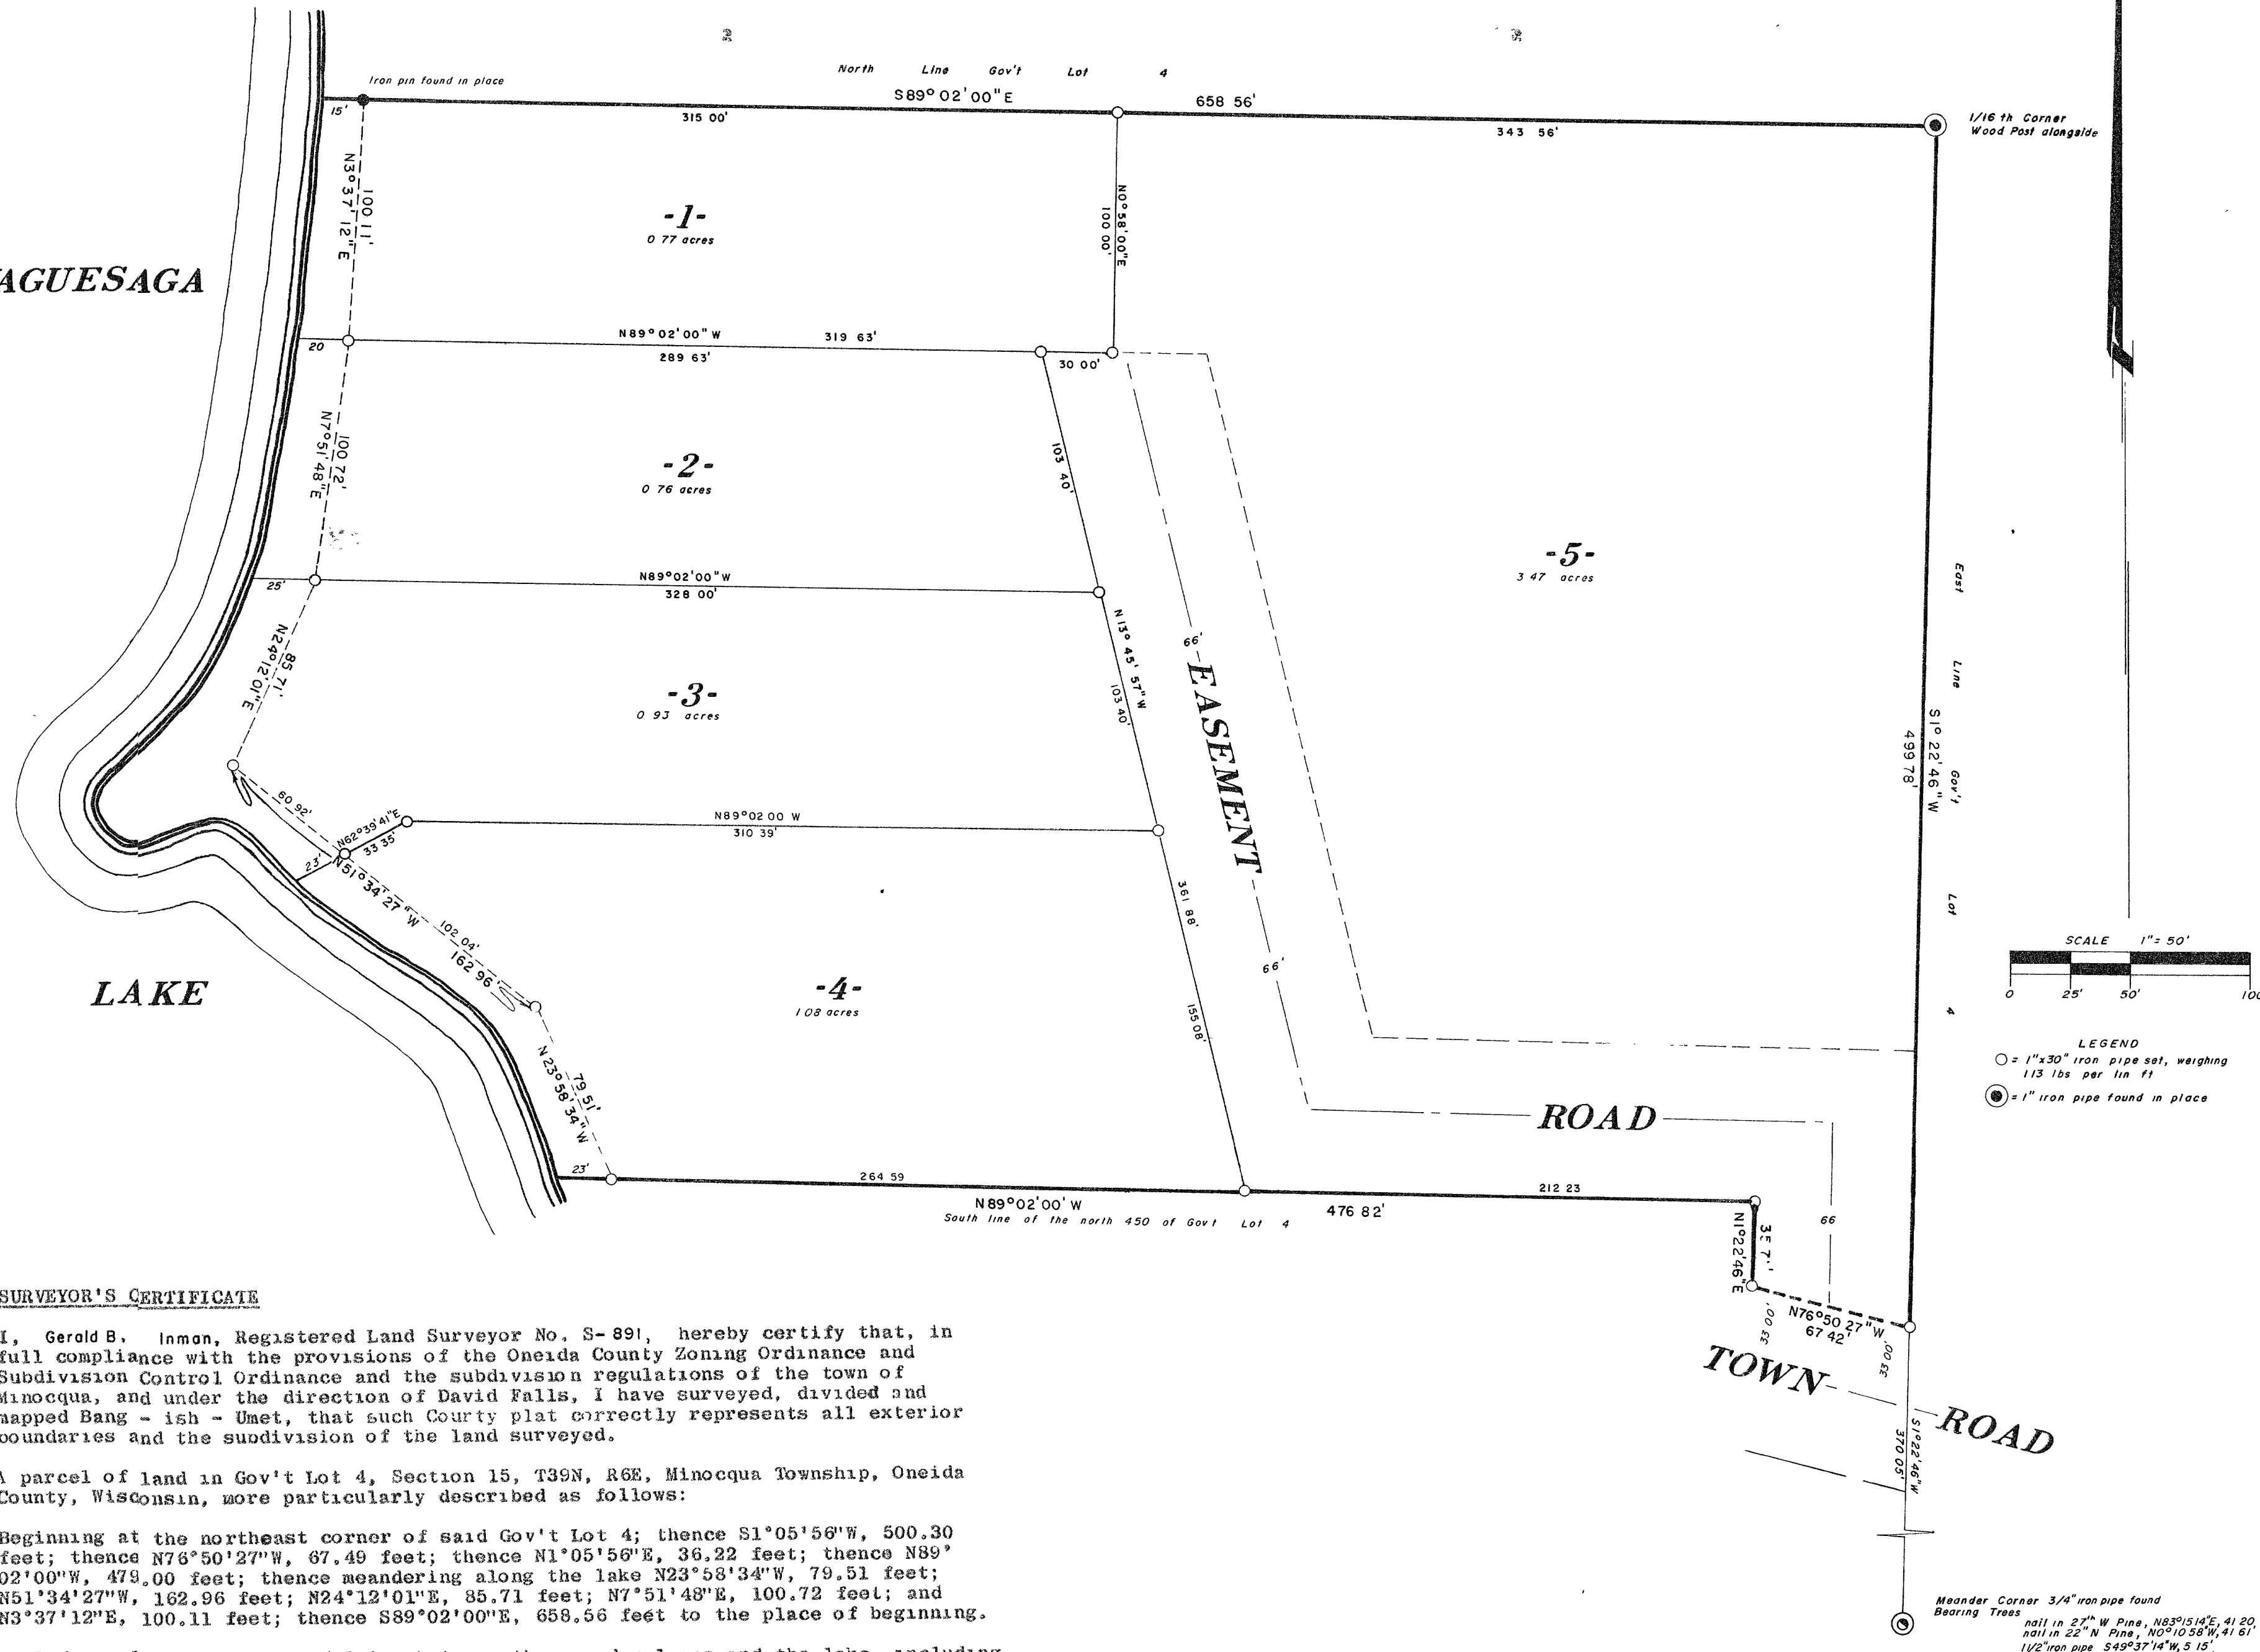 North Line Gov't Lot 4
Iron pin found in place
S89°02'00"E
658 56'
15'
315 00'
343 56'
1/16 th Corner
Wood Post alongside
N3°37'12"E
100 11'
-1-
0 77 acres
N0°58'00"E
100 00'
AGUESAGA
20
N89°02'00"W
319 63'
289 63'
30 00'
N7°51'48"E
100 72'
-2-
0 76 acres
103 40'
-5-
3 47 acres
25'
N89°02'00"W
328 00'
N24°12'01"E
85 71'
-3-
0 93 acres
N13°45'57"W
103 40'
66'
EASEMENT
East Line Gov't Lot 4
S1°22'46"W
499 78'
60 92'
N62°39'41"E
33 35'
23'
N89°02 00 W
310 39'
N51°34'27"W
102 04'
162 96'
361 88'
66'
LAKE
-4-
1 08 acres
155 08'
SCALE 1"= 50'
0 25' 50' 100
LEGEND
= 1"x30" iron pipe set, weighing
1 13 lbs per lin ft
= 1" iron pipe found in place
N23°58'34"W
79 51'
ROAD
23'
264 59
N89°02'00'W
212 23
476 82'
South line of the north 450 of Gov't Lot 4
N1°22'46"E
66
N76°50 27"W
67 42'
33 00'
33 00'
TOWN ROAD
S1°22'46"W
370 05'
SURVEYOR'S CERTIFICATE
I, Gerald B. Inman, Registered Land Surveyor No. S-891, hereby certify that, in
full compliance with the provisions of the Oneida County Zoning Ordinance and
Subdivision Control Ordinance and the subdivision regulations of the town of
Minocqua, and under the direction of David Falls, I have surveyed, divided and
mapped Bang - ish - Umet, that such County plat correctly represents all exterior
boundaries and the subdivision of the land surveyed.
A parcel of land in Gov't Lot 4, Section 15, T39N, R6E, Minocqua Township, Oneida
County, Wisconsin, more particularly described as follows:
Beginning at the northeast corner of said Gov't Lot 4; thence S1°05'56"W, 500.30
feet; thence N76°50'27"W, 67.49 feet; thence N1°05'56"E, 36.22 feet; thence N89°
02'00"W, 479.00 feet; thence meandering along the lake N23°58'34"W, 79.51 feet;
N51°34'27"W, 162.96 feet; N24°12'01"E, 85.71 feet; N7°51'48"E, 100.72 feet; and
N3°37'12"E, 100.11 feet; thence S89°02'00"E, 658.56 feet to the place of beginning.
Meander Corner 3/4" iron pipe found
Bearing Trees
nail in 27" W Pine, N83°15 14"E, 41 20
nail in 22" N Pine, N0°10 58"W, 41 61'
1 1/2" iron pipe S49°37'14"W, 5 15'